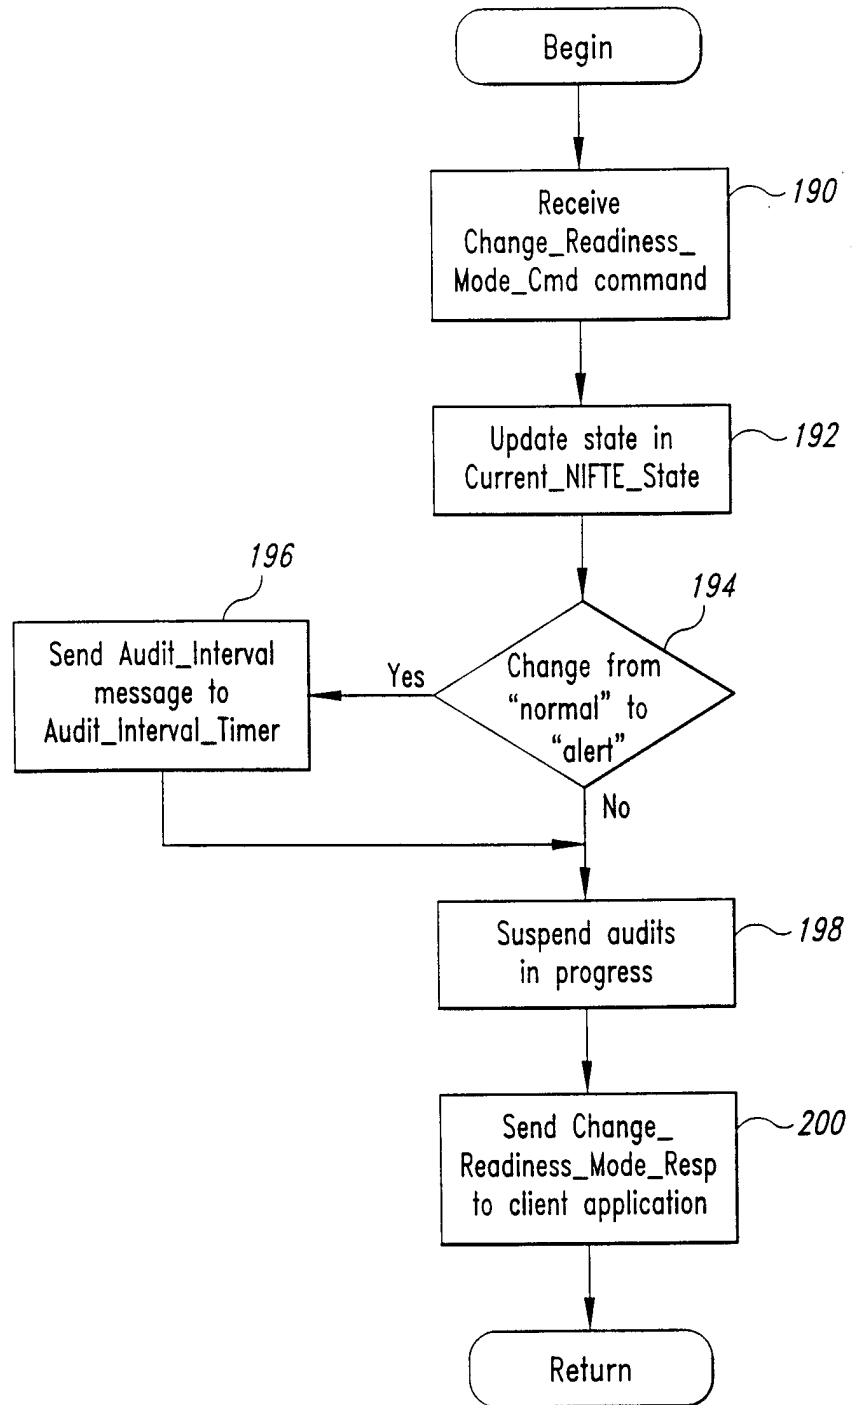 Begin
Receive
Change_Readiness_
Mode_Cmd command
190
Update state in
Current_NIFTE_State
192
194
Change from
“normal” to
“alert”
Yes
No
196
Send Audit_Interval
message to
Audit_Interval_Timer
Suspend audits
in progress
198
Send Change_
Readiness_Mode_Resp
to client application
200
Return